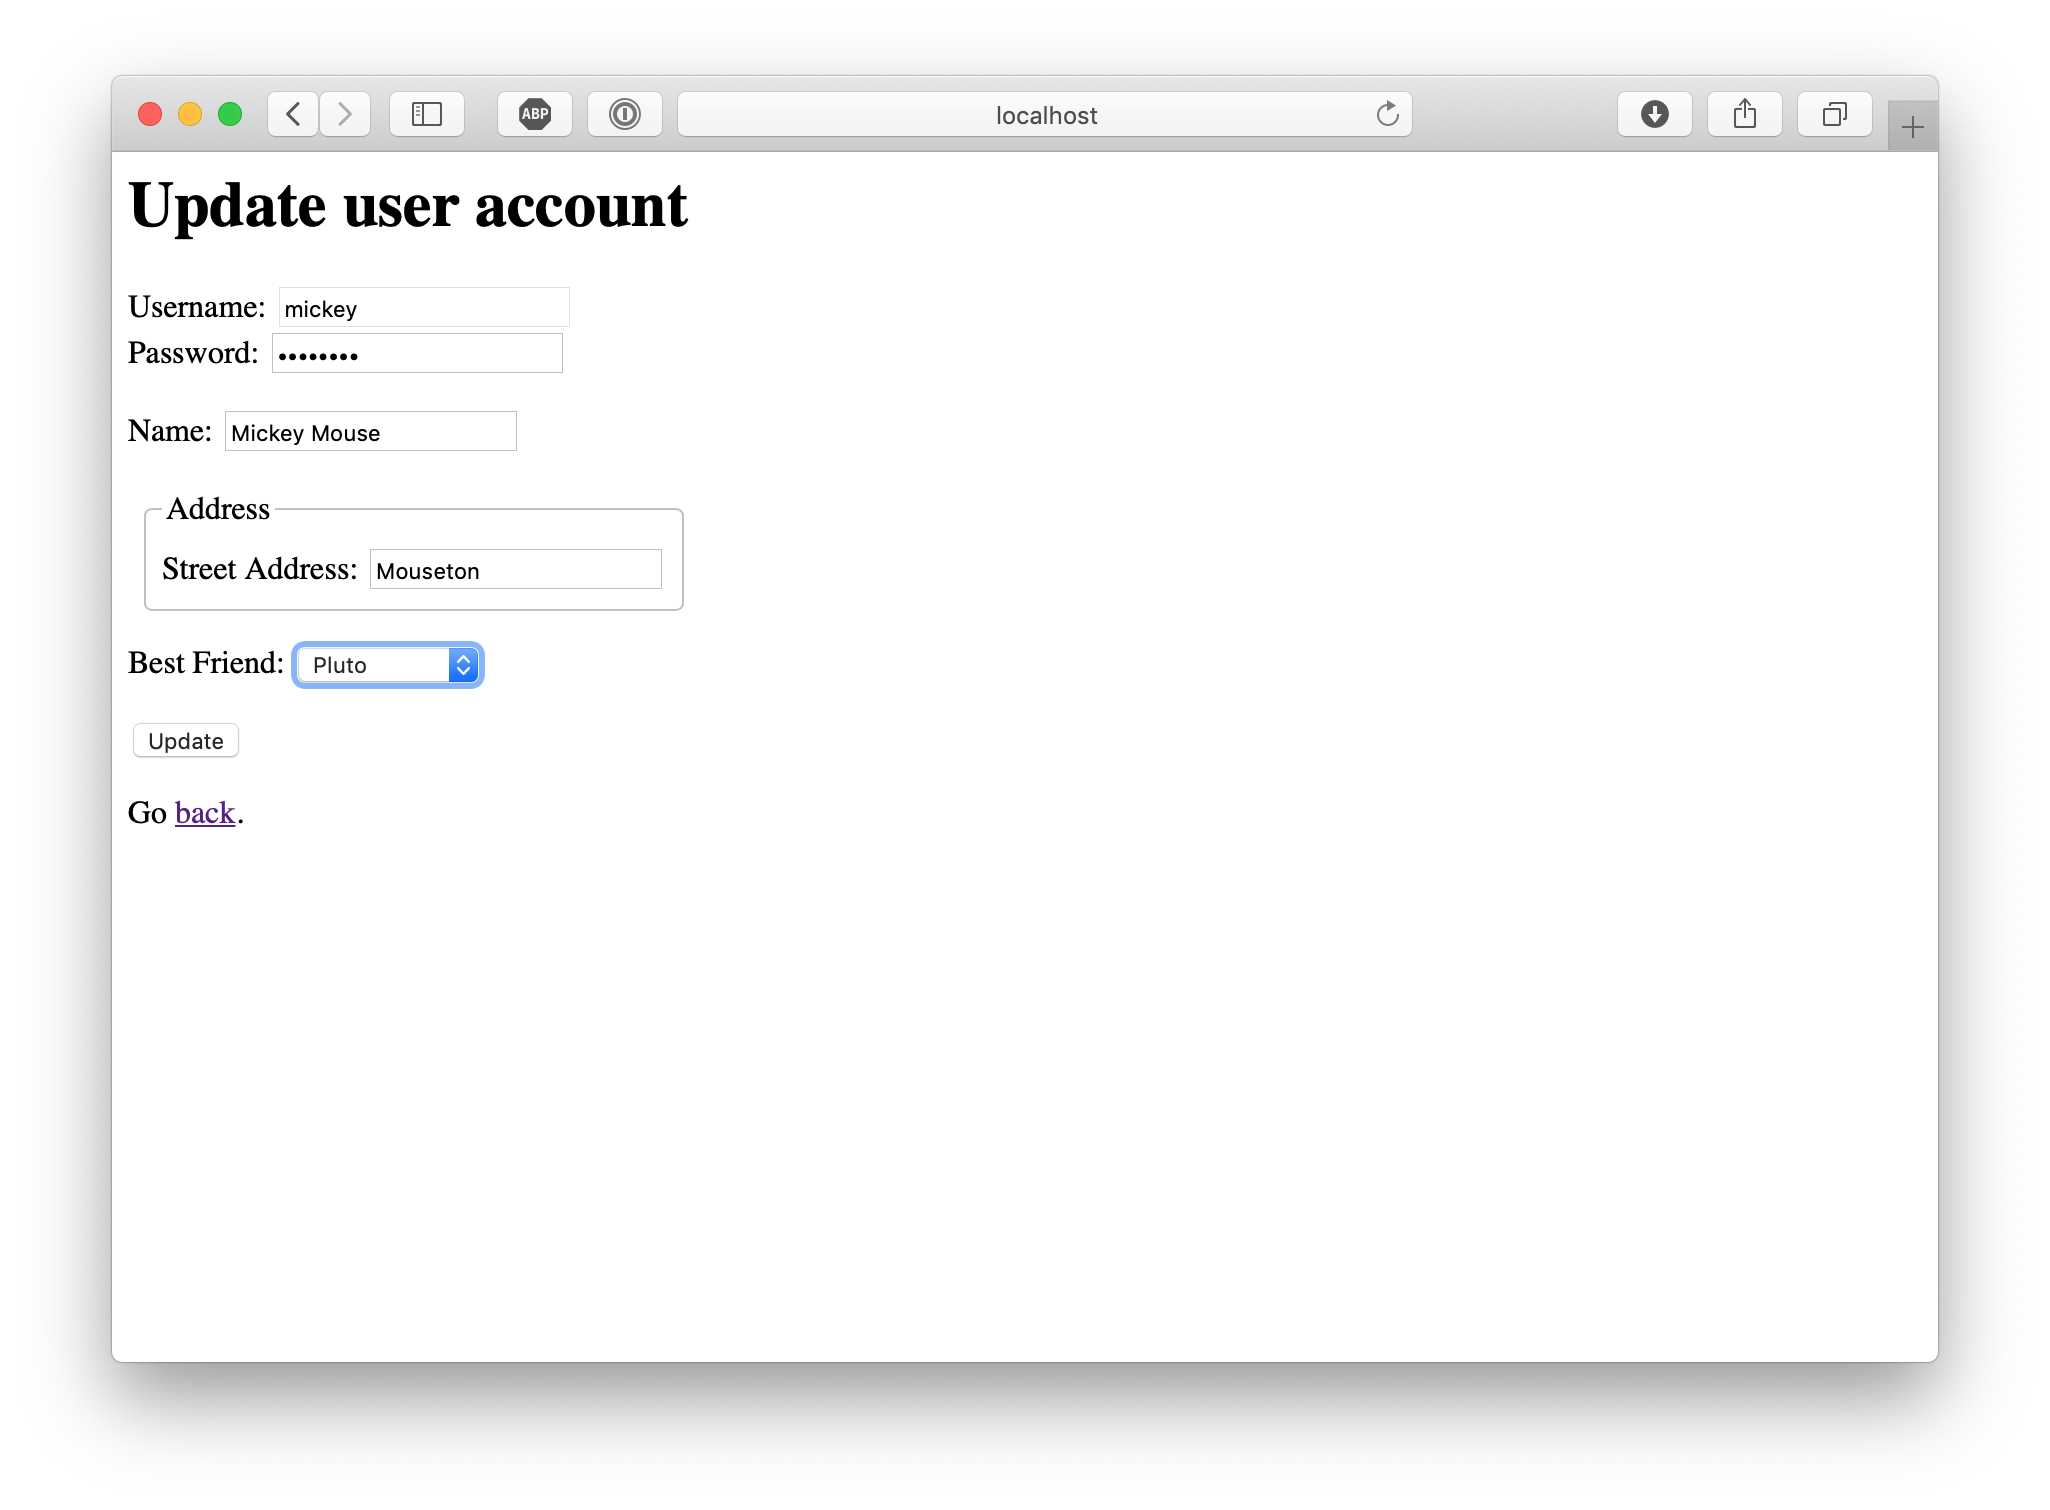 ABP
localhost
Update user account
Username: mickey
Password: ••••••••
Name: Mickey Mouse
Address
Street Address: Mouseton
Best Friend: Pluto
Update
Go back.